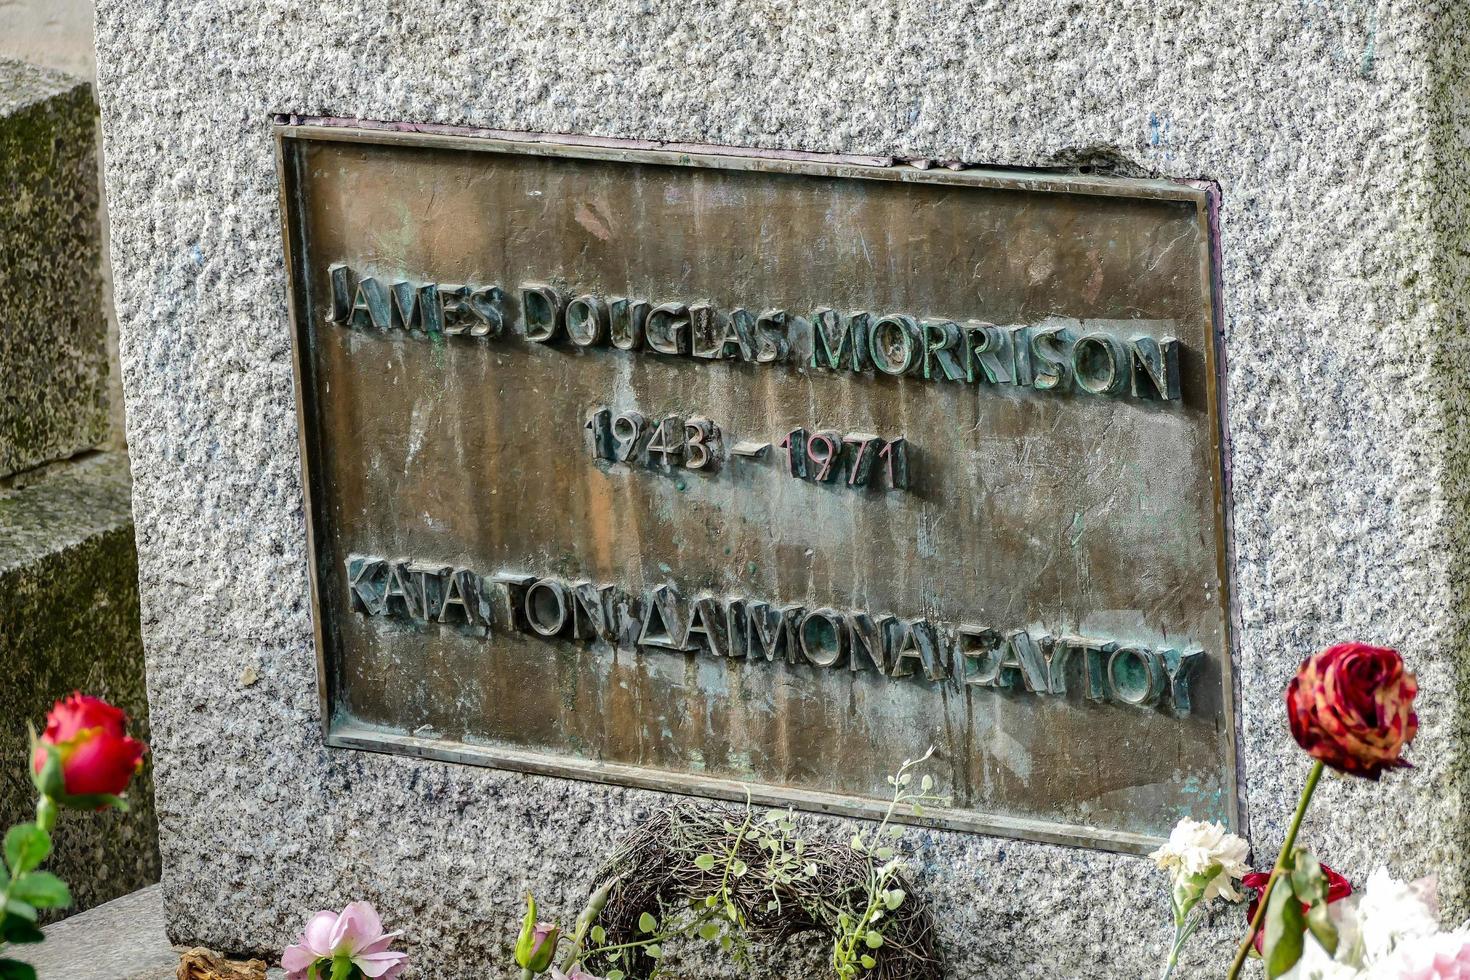 JAMES DOUGLAS MORRISON
1943 – 1971
ΚΑΤΑ ΤΟΝ ΔΑΙΜΟΝΑ ΕΑΥΤΟΥ